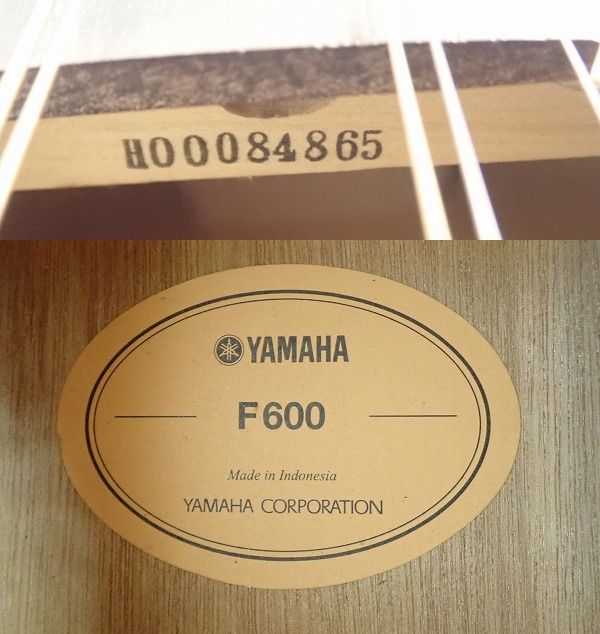 H00084865
YAMAHA
F600
Made in Indonesia
YAMAHA CORPORATION